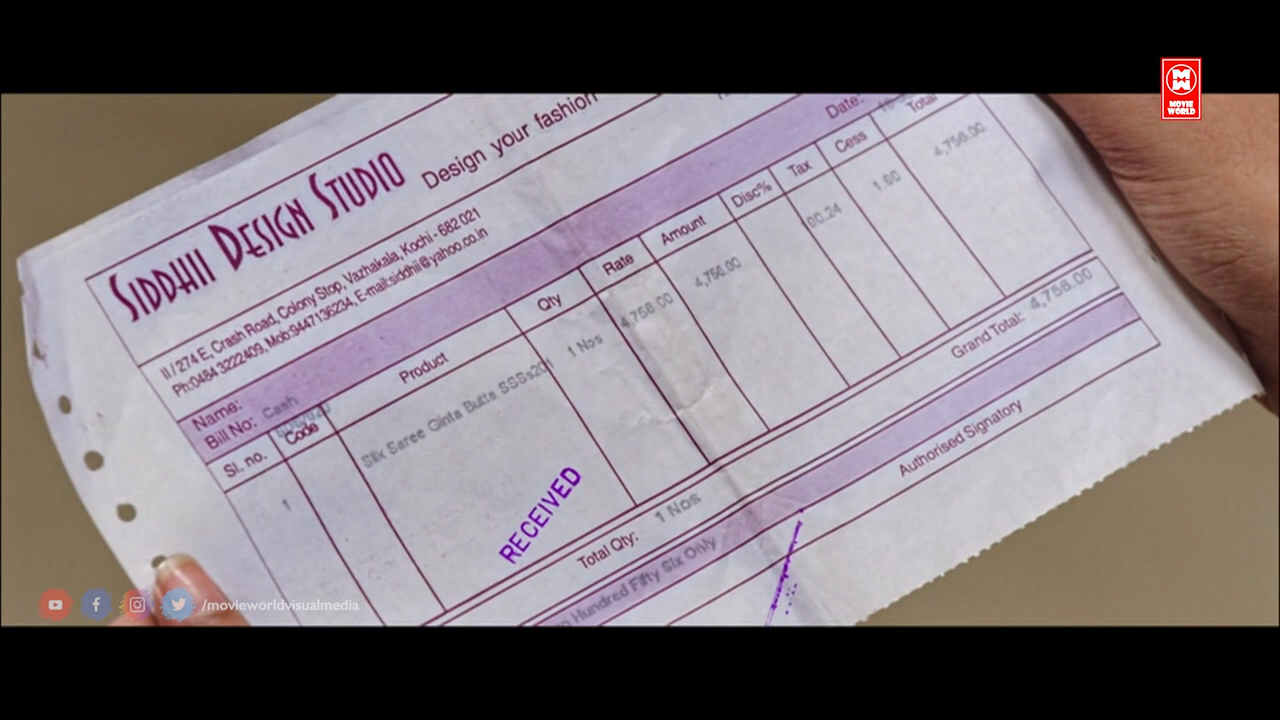 MOVIE WORLD
SIDDHII DESIGN STUDIO
Design your fashion
II / 274 E, Crash Road, Colony Stop, Vazhakala, Kochi - 682 021
Ph:0484 3222409, Mob:9447136234, E-mail:siddhii@yahoo.co.in
Name: Cash
Bill No:
Date:
Sl. no. Code Product Qty Rate Amount Disc% Tax Cess Total
1 Silk Saree Ginta Butta SSSs201 1 Nos 4,756.00 4,756.00 00.24 1.60 4,756.00
Total Qty: 1 Nos Grand Total: 4,756.00
Hundred Fifty Six Only
RECEIVED
Authorised Signatory
/movieworldvisualmedia